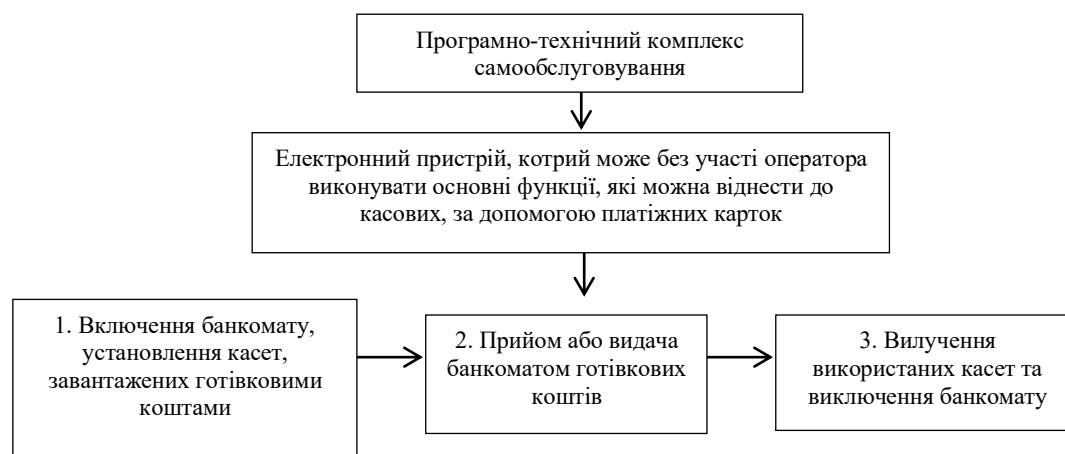 Програмно-технічний комплекс
самообслуговування
Електронний пристрій, котрий може без участі оператора
виконувати основні функції, які можна віднести до
касових, за допомогою платіжних карток
1. Включення банкомату,
установлення касет,
завантажених готівковими
коштами
2. Прийом або видача
банкоматом готівкових
коштів
3. Вилучення
використаних касет та
виключення банкомату